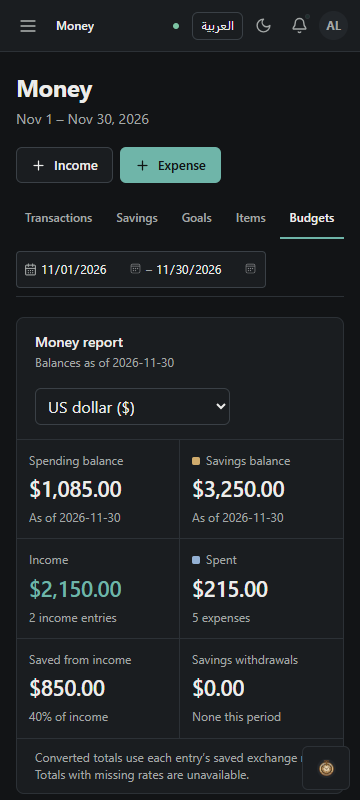 Money
العربية
AL
Money
Nov 1 – Nov 30, 2026
+ Income
+ Expense
Transactions
Savings
Goals
Items
Budgets
11/01/2026 – 11/30/2026
Money report
Balances as of 2026-11-30
US dollar ($)
Spending balance
$1,085.00
As of 2026-11-30
Savings balance
$3,250.00
As of 2026-11-30
Income
$2,150.00
2 income entries
Spent
$215.00
5 expenses
Saved from income
$850.00
40% of income
Savings withdrawals
$0.00
None this period
Converted totals use each entry's saved exchange
Totals with missing rates are unavailable.